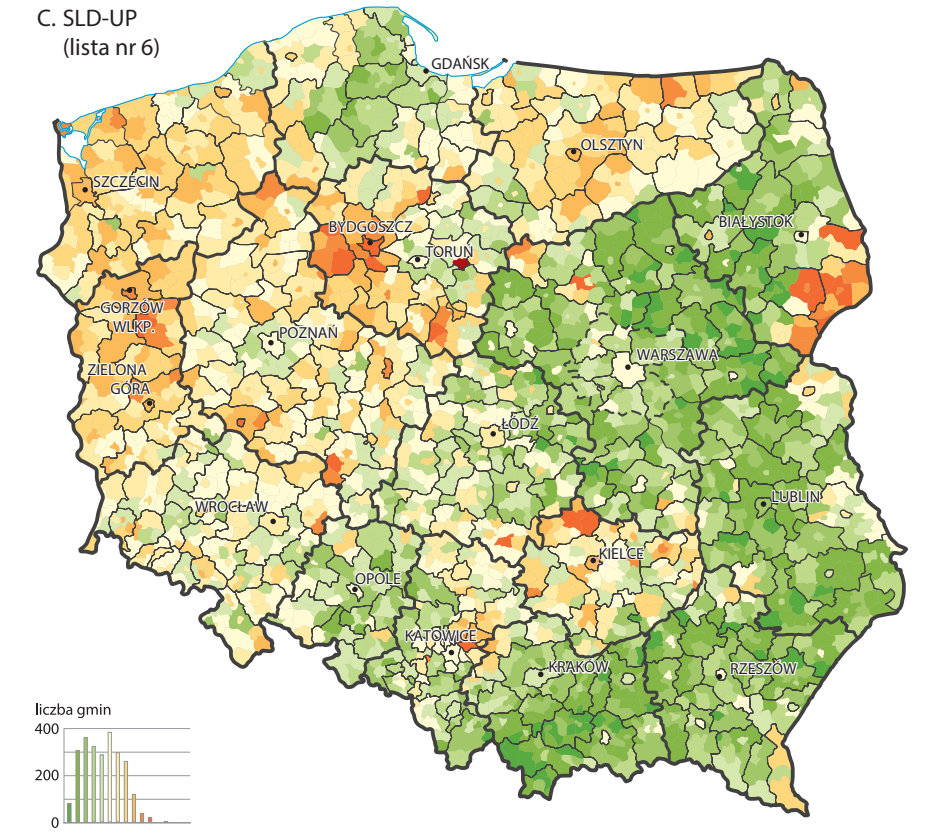 C. SLD-UP
(lista nr 6)
GDAŃSK
OLSZTYN
SZCZECIN
BIAŁYSTOK
BYDGOSZCZ
TORUŃ
GORZÓW
WLKP.
POZNAŃ
WARSZAWA
ZIELONA
GÓRA
ŁÓDŹ
LUBLIN
WROCŁAW
KIELCE
OPOLE
KATOWICE
KRAKÓW
RZESZÓW
liczba gmin
400
200
0